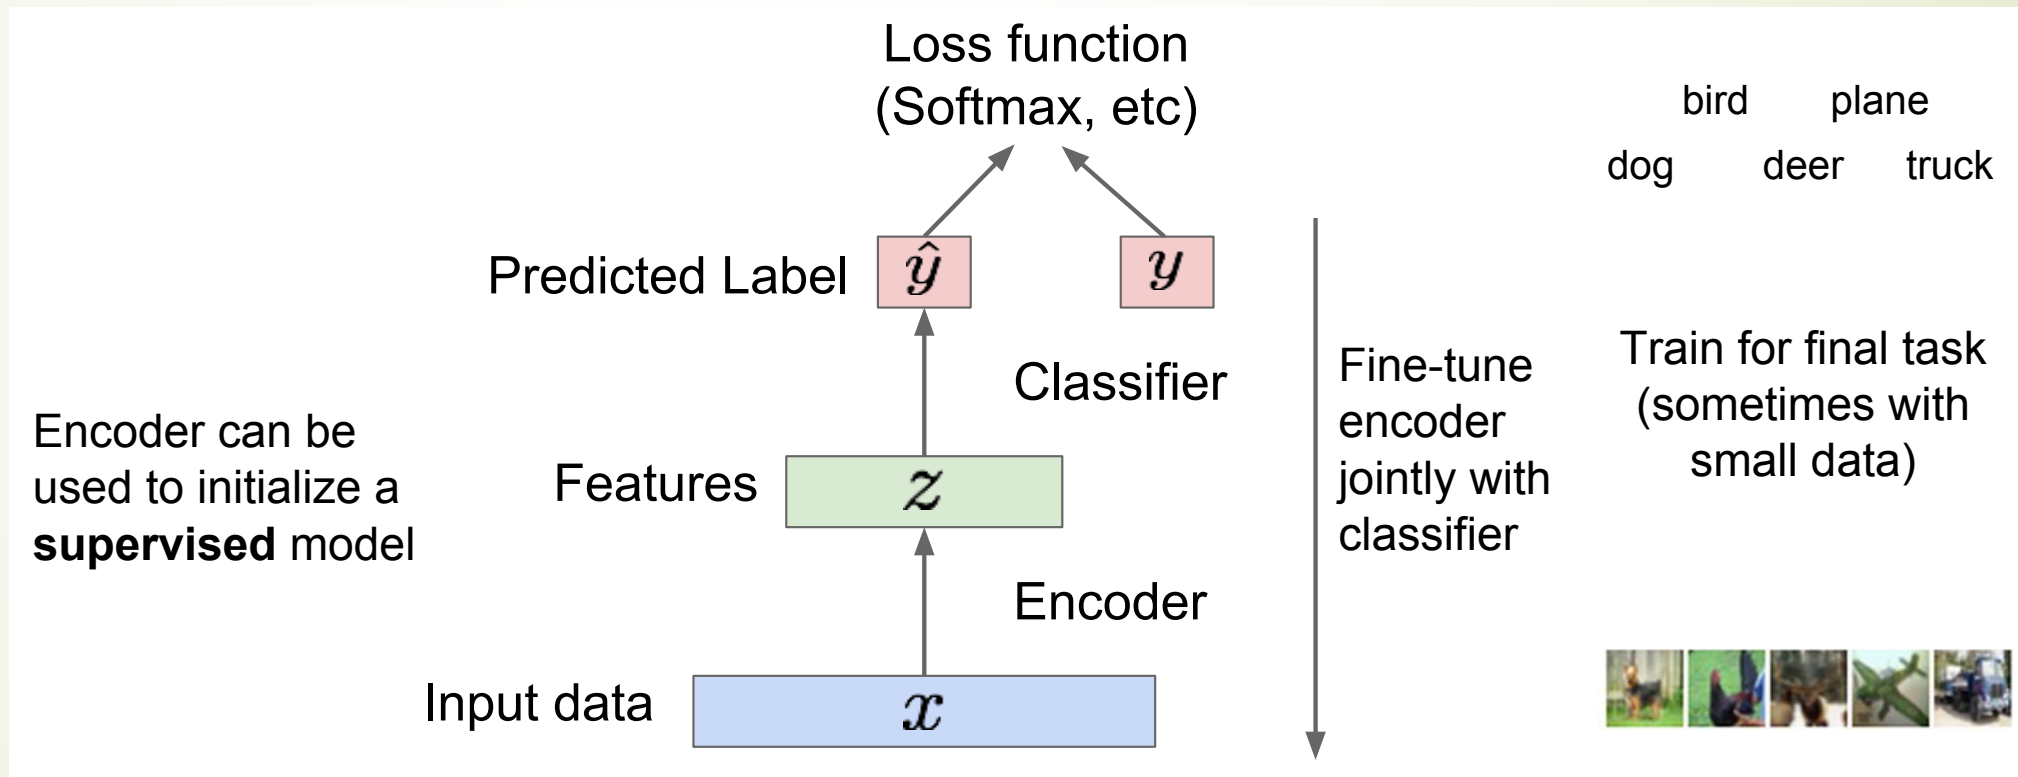 Loss function
(Softmax, etc)
bird plane
dog deer truck
Predicted Label
ŷ
y
Classifier
Fine-tune
encoder
jointly with
classifier
Train for final task
(sometimes with
small data)
Encoder can be
used to initialize a
supervised model
Features
z
Encoder
Input data
x